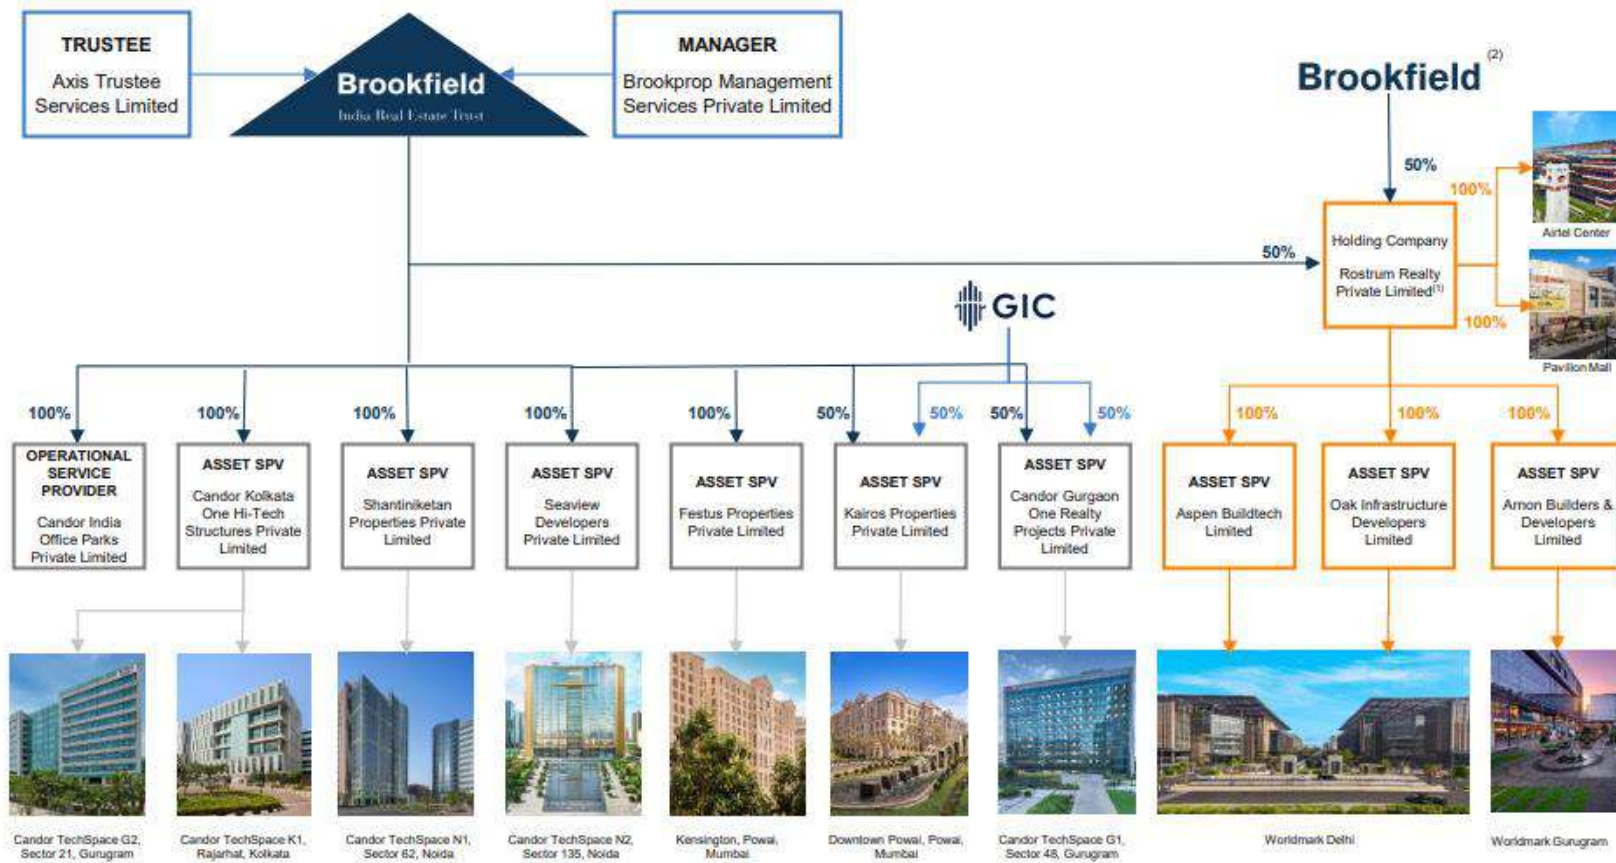 TRUSTEE
Axis Trustee
Services Limited
Brookfield
India Real Estate Trust
MANAGER
Brookprop Management
Services Private Limited
Brookfield (2)
50%
100%
Airtel Center
Holding Company
Rostrum Realty
Private Limited(1)
50%
100%
Pavilion Mall
GIC
100%
100%
100%
100%
100%
50%
50%
50%
50%
100%
100%
100%
OPERATIONAL
SERVICE
PROVIDER
Candor India
Office Parks
Private Limited
ASSET SPV
Candor Kolkata
One Hi-Tech
Structures Private
Limited
ASSET SPV
Shantiniketan
Properties Private
Limited
ASSET SPV
Seaview
Developers
Private Limited
ASSET SPV
Festus Properties
Private Limited
ASSET SPV
Kairos Properties
Private Limited
ASSET SPV
Candor Gurgaon
One Realty
Projects Private
Limited
ASSET SPV
Aspen Buildtech
Limited
ASSET SPV
Oak Infrastructure
Developers
Limited
ASSET SPV
Arnon Builders &
Developers
Limited
Candor TechSpace G2,
Sector 21, Gurugram
Candor TechSpace K1,
Rajarhat, Kolkata
Candor TechSpace N1,
Sector 62, Noida
Candor TechSpace N2,
Sector 135, Noida
Kensington, Powai,
Mumbai
Downtown Powai, Powai,
Mumbai
Candor TechSpace G1,
Sector 48, Gurugram
Worldmark Delhi
Worldmark Gurugram